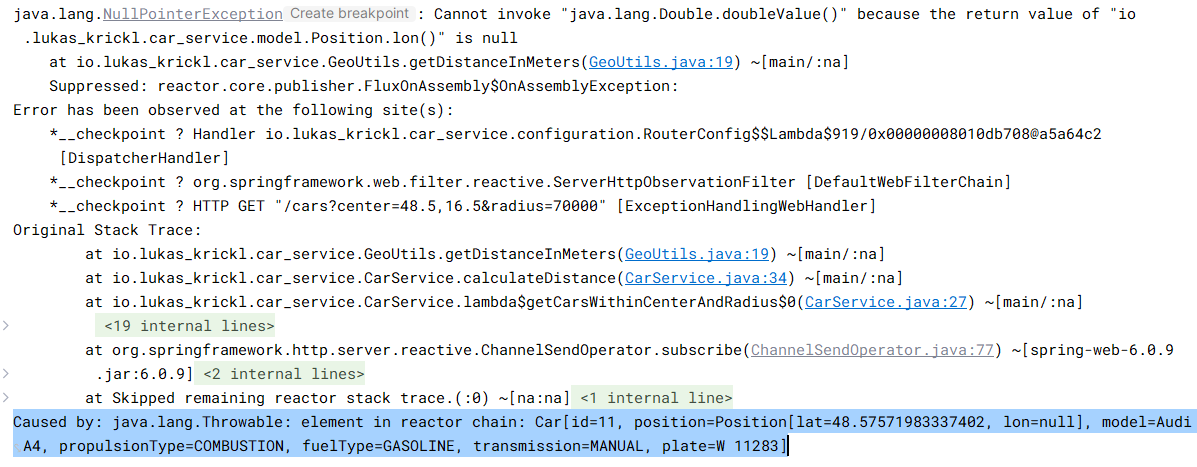 java.lang.NullPointerException Create breakpoint : Cannot invoke "java.lang.Double.doubleValue()" because the return value of "io
.lukas_krickl.car_service.model.Position.lon()" is null
at io.lukas_krickl.car_service.GeoUtils.getDistanceInMeters(GeoUtils.java:19) ~[main/:na]
Suppressed: reactor.core.publisher.FluxOnAssembly$OnAssemblyException:
Error has been observed at the following site(s):
*__checkpoint ? Handler io.lukas_krickl.car_service.configuration.RouterConfig$$Lambda$919/0x00000008010db708@a5a64c2
[DispatcherHandler]
*__checkpoint ? org.springframework.web.filter.reactive.ServerHttpObservationFilter [DefaultWebFilterChain]
*__checkpoint ? HTTP GET "/cars?center=48.5,16.5&radius=70000" [ExceptionHandlingWebHandler]
Original Stack Trace:
at io.lukas_krickl.car_service.GeoUtils.getDistanceInMeters(GeoUtils.java:19) ~[main/:na]
at io.lukas_krickl.car_service.CarService.calculateDistance(CarService.java:34) ~[main/:na]
at io.lukas_krickl.car_service.CarService.lambda$getCarsWithinCenterAndRadius$0(CarService.java:27) ~[main/:na]
<19 internal lines>
at org.springframework.http.server.reactive.ChannelSendOperator.subscribe(ChannelSendOperator.java:77) ~[spring-web-6.0.9
.jar:6.0.9] <2 internal lines>
at Skipped remaining reactor stack trace.(:0) ~[na:na] <1 internal line>
Caused by: java.lang.Throwable: element in reactor chain: Car[id=11, position=Position[lat=48.57571983337402, lon=null], model=Audi
A4, propulsionType=COMBUSTION, fuelType=GASOLINE, transmission=MANUAL, plate=W 11283]